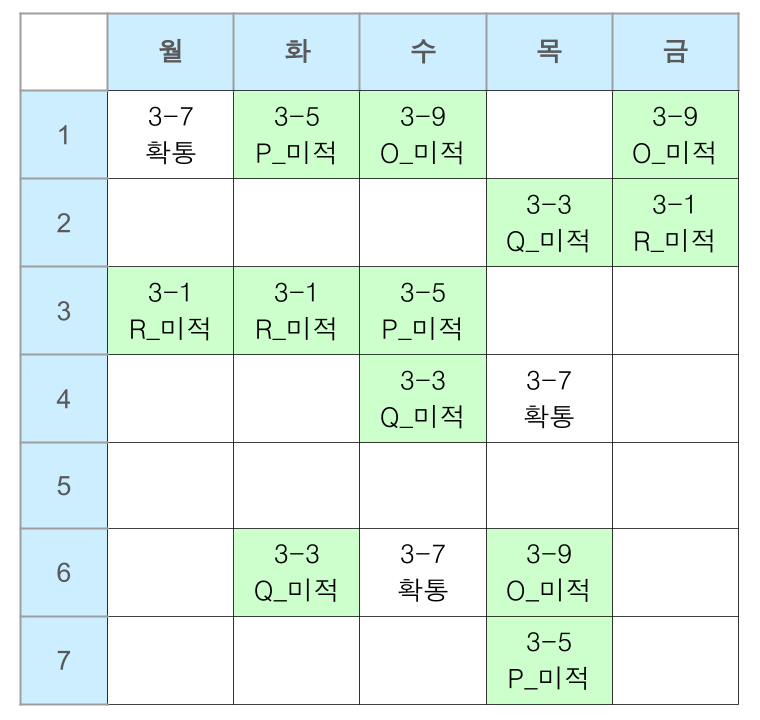 월 화 수 목 금
1
3-7 3-5 3-9 3-9
확통 P_미적 O_미적 O_미적
2
3-3 3-1
Q_미적 R_미적
3
3-1 3-1 3-5
R_미적 R_미적 P_미적
4
3-3 3-7
Q_미적 확통
5
6
3-3 3-7 3-9
Q_미적 확통 O_미적
7
3-5
P_미적